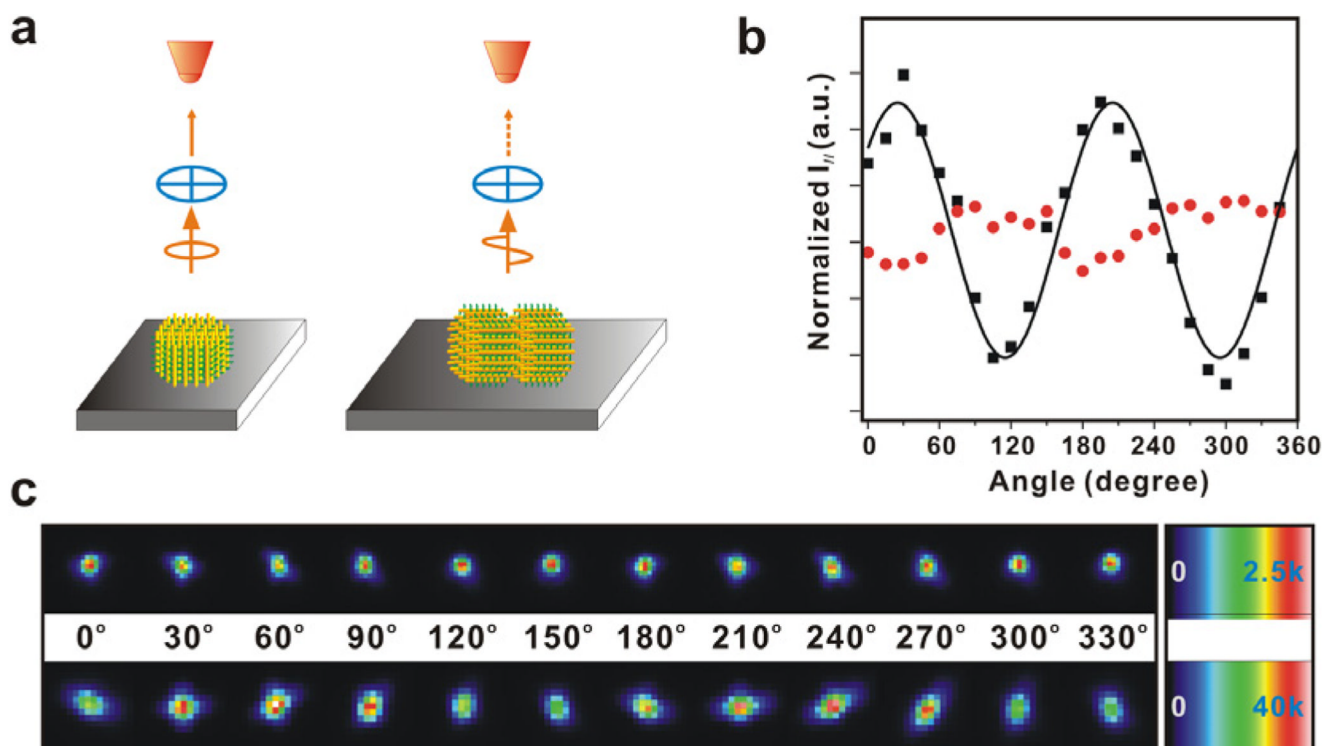 a
b
Normalized I// (a.u.)
0 60 120 180 240 300 360
Angle (degree)
c
0 2.5k
0° 30° 60° 90° 120° 150° 180° 210° 240° 270° 300° 330°
0 40k